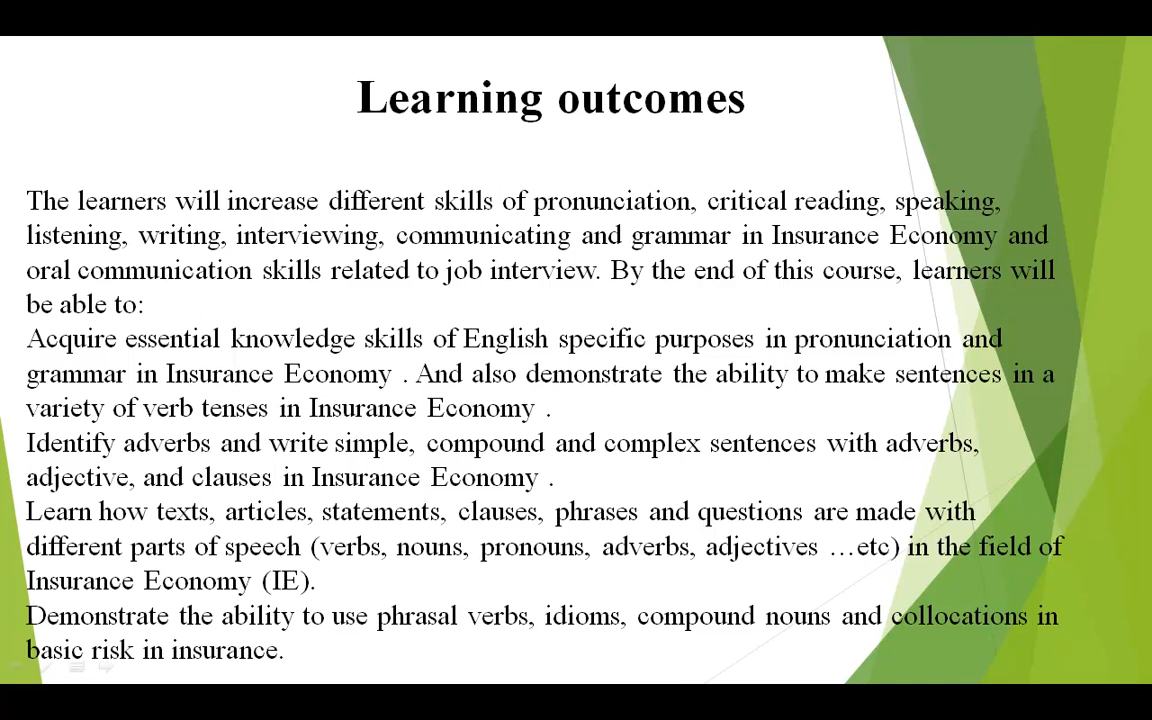 Learning outcomes
The learners will increase different skills of pronunciation, critical reading, speaking,
listening, writing, interviewing, communicating and grammar in Insurance Economy and
oral communication skills related to job interview. By the end of this course, learners will
be able to:
Acquire essential knowledge skills of English specific purposes in pronunciation and
grammar in Insurance Economy . And also demonstrate the ability to make sentences in a
variety of verb tenses in Insurance Economy .
Identify adverbs and write simple, compound and complex sentences with adverbs,
adjective, and clauses in Insurance Economy .
Learn how texts, articles, statements, clauses, phrases and questions are made with
different parts of speech (verbs, nouns, pronouns, adverbs, adjectives …etc) in the field of
Insurance Economy (IE).
Demonstrate the ability to use phrasal verbs, idioms, compound nouns and collocations in
basic risk in insurance.